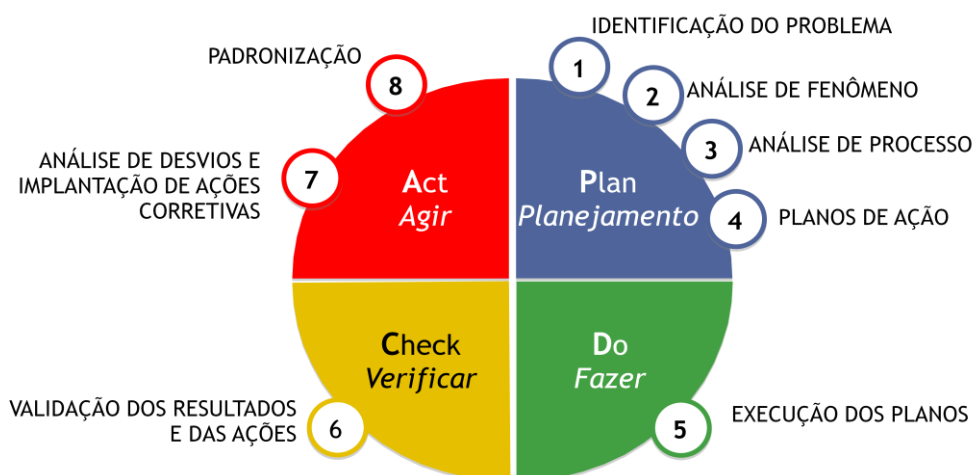 IDENTIFICAÇÃO DO PROBLEMA
1
PADRONIZAÇÃO
8
2
ANÁLISE DE FENÔMENO
3
ANÁLISE DE PROCESSO
ANÁLISE DE DESVIOS E
IMPLANTAÇÃO DE AÇÕES
CORRETIVAS
7
Act
Agir
Plan
Planejamento
4
PLANOS DE AÇÃO
Check
Verificar
Do
Fazer
VALIDAÇÃO DOS RESULTADOS
E DAS AÇÕES
6
5
EXECUÇÃO DOS PLANOS